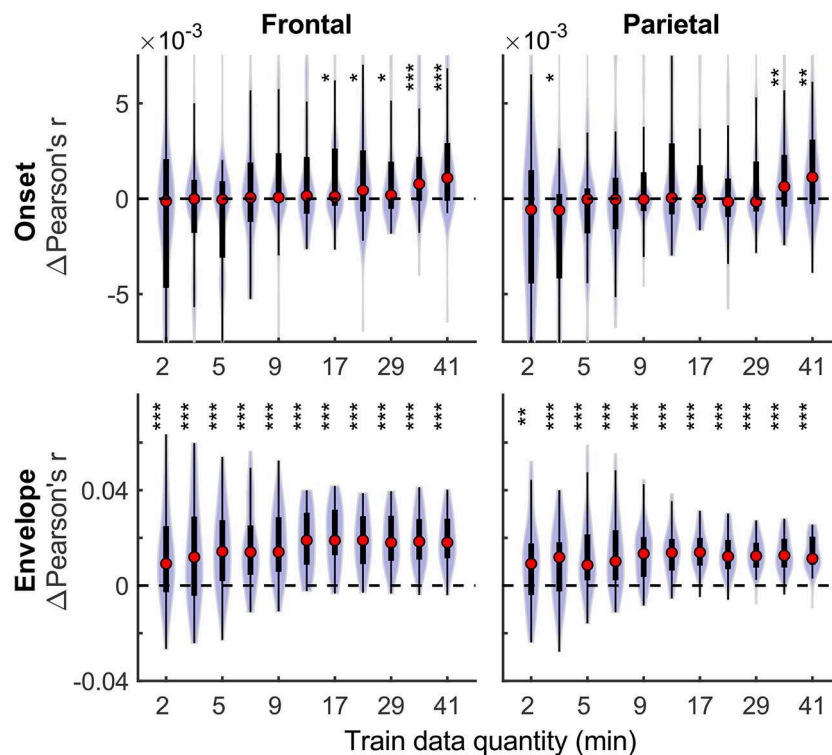 Frontal
Parietal
×10⁻³
×10⁻³
Onset
ΔPearson's r
5
0
-5
* * * *** ***
* ** **
2 5 9 17 29 41
2 5 9 17 29 41
Envelope
ΔPearson's r
0.04
0
-0.04
*** *** *** *** *** *** *** *** *** *** ***
** *** *** *** *** *** *** *** *** *** ***
2 5 9 17 29 41
2 5 9 17 29 41
Train data quantity (min)